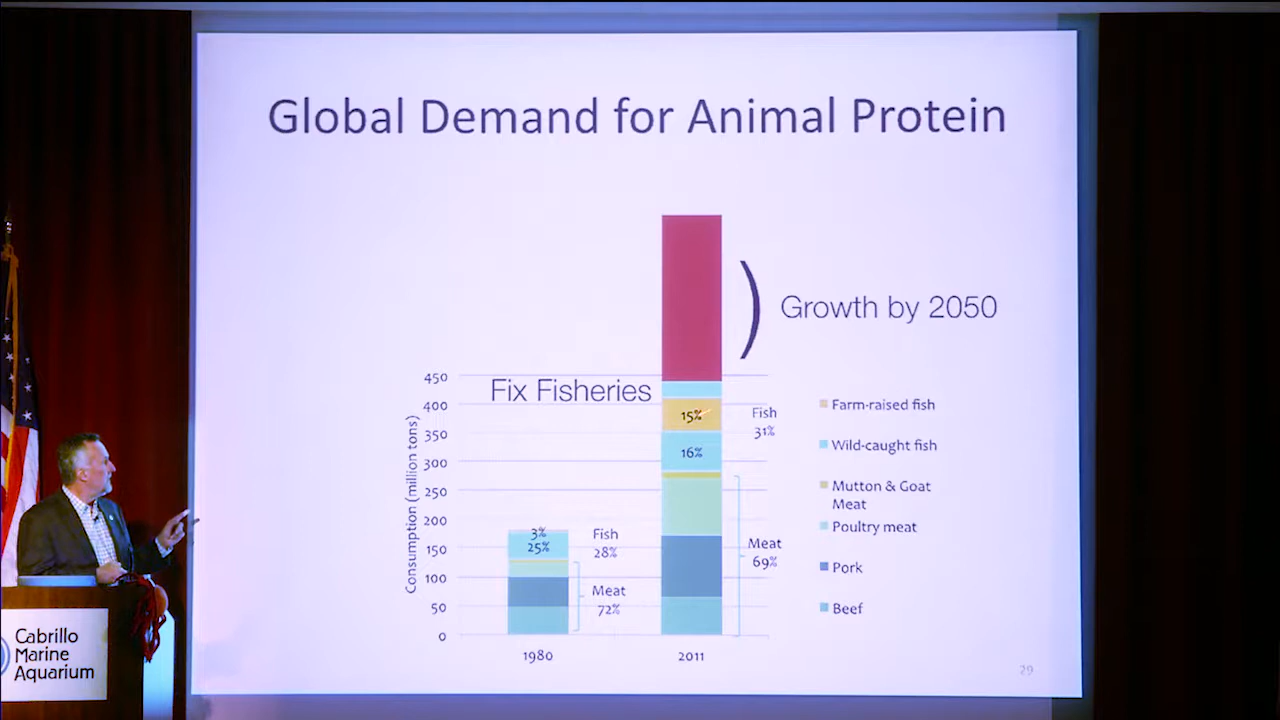 Global Demand for Animal Protein
Growth by 2050
Fix Fisheries
Consumption (million tons)
450
400
350
300
250
200
150
100
50
0
3%
25%
Fish
28%
Meat
72%
15%
16%
Fish
31%
Meat
69%
1980
2011
Farm-raised fish
Wild-caught fish
Mutton & Goat
Meat
Poultry meat
Pork
Beef
29
Cabrillo
Marine
Aquarium